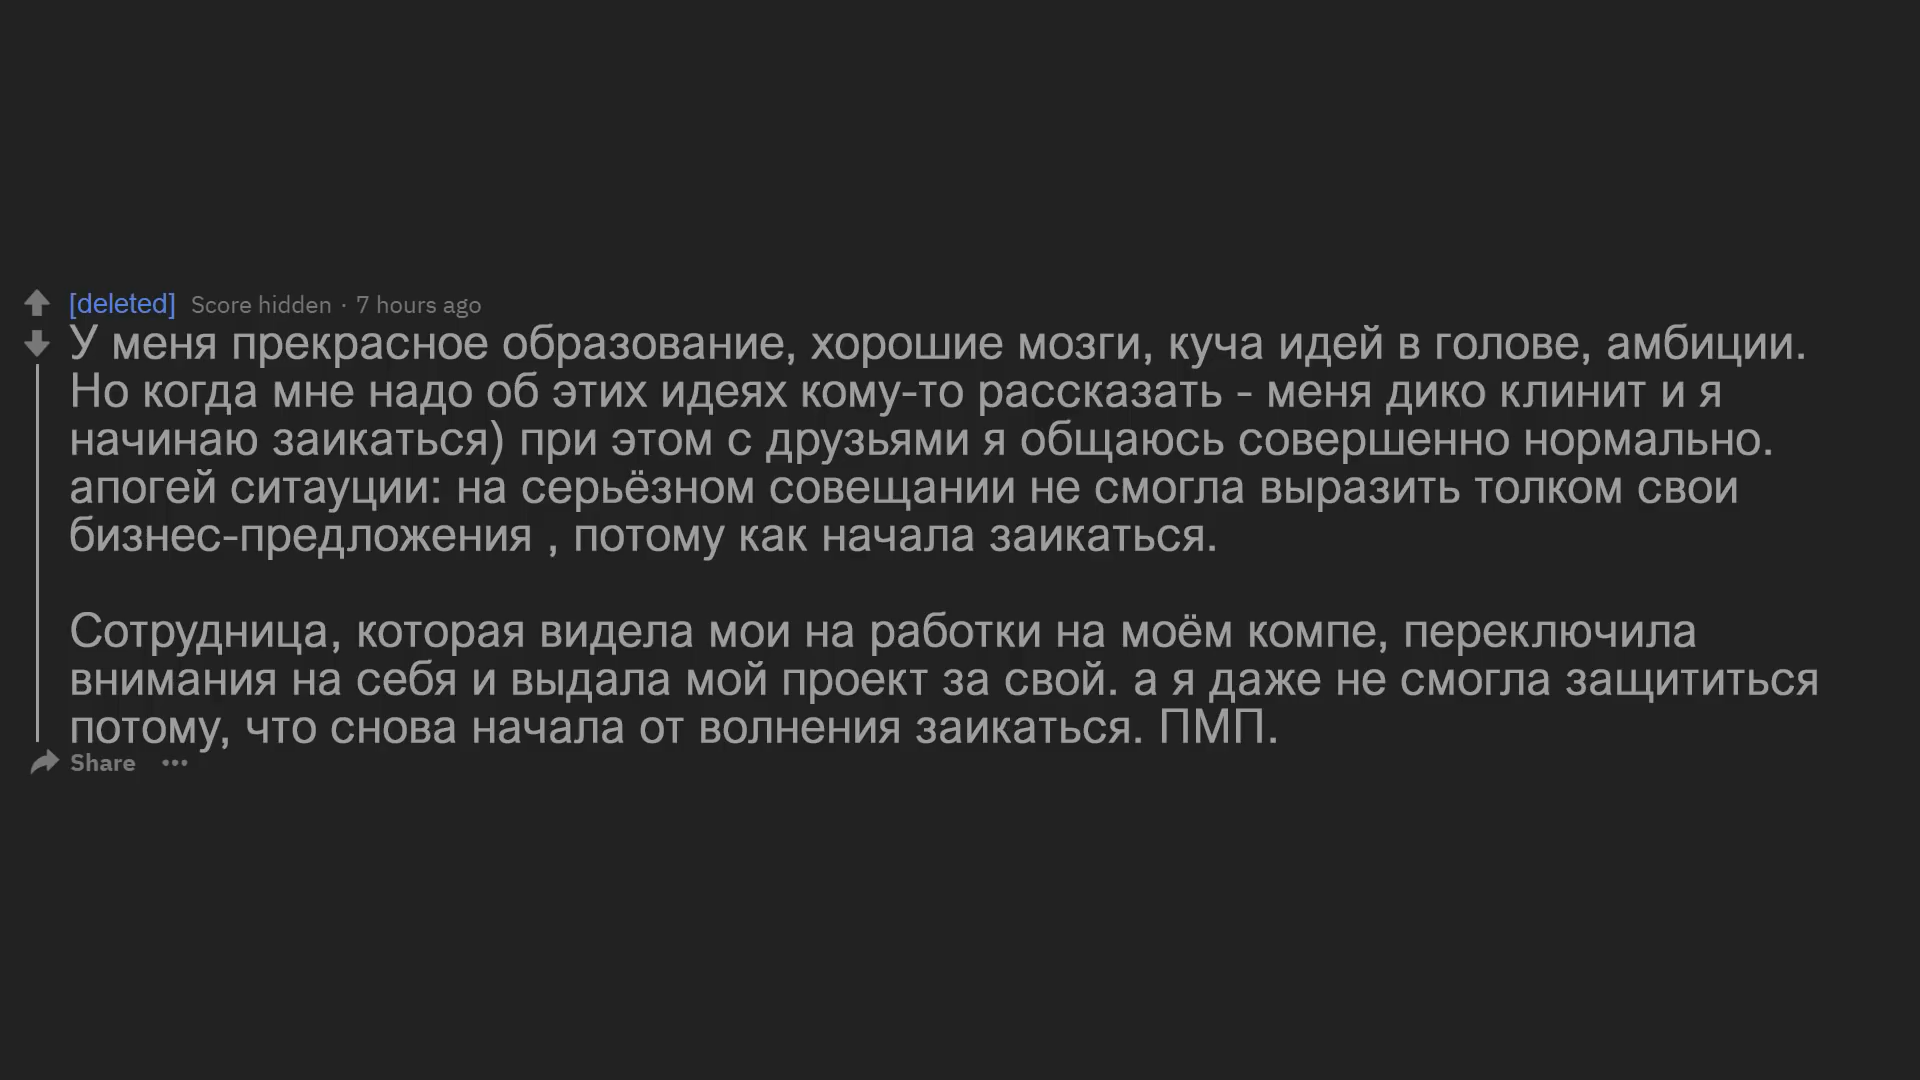 [deleted] Score hidden · 7 hours ago
У меня прекрасное образование, хорошие мозги, куча идей в голове, амбиции.
Но когда мне надо об этих идеях кому-то рассказать - меня дико клинит и я
начинаю заикаться) при этом с друзьями я общаюсь совершенно нормально.
апогей ситауции: на серьёзном совещании не смогла выразить толком свои
бизнес-предложения , потому как начала заикаться.
Сотрудница, которая видела мои на работки на моём компе, переключила
внимания на себя и выдала мой проект за свой. а я даже не смогла защититься
потому, что снова начала от волнения заикаться. ПМП.
Share ···